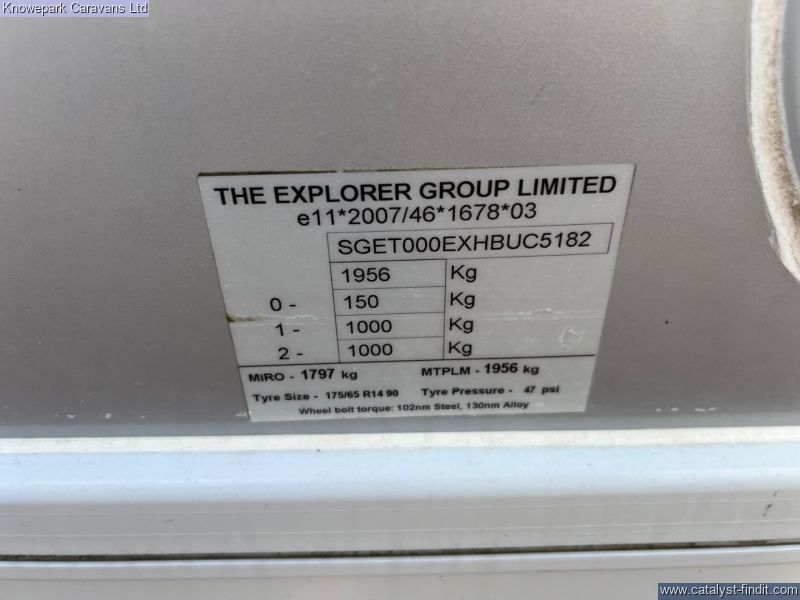 Knowepark Caravans Ltd
THE EXPLORER GROUP LIMITED
e11*2007/46*1678*03
SGET000EXHBUC5182
1956 Kg
0 - 150 Kg
1 - 1000 Kg
2 - 1000 Kg
MIRO - 1797 kg MTPLM - 1956 kg
Tyre Size - 175/65 R14 90 Tyre Pressure - 47 psi
Wheel bolt torque: 102nm Steel, 130nm Alloy
www.catalyst-findit.com